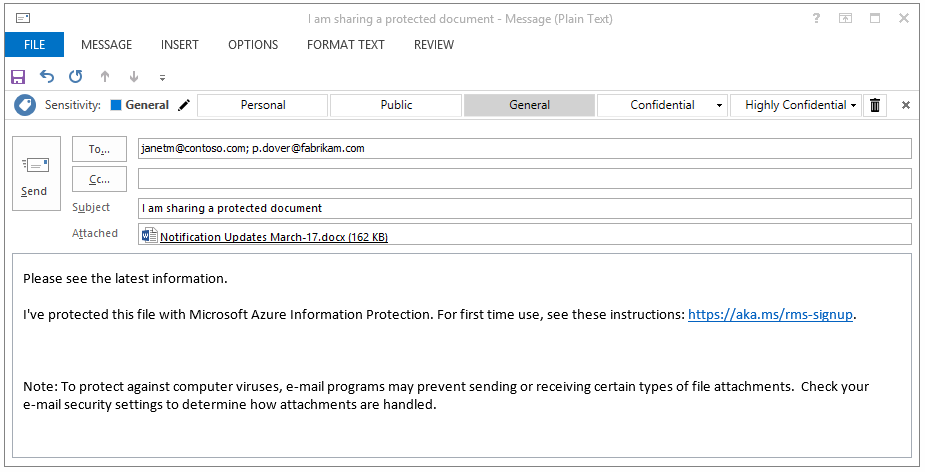 I am sharing a protected document - Message (Plain Text)
?
FILE MESSAGE INSERT OPTIONS FORMAT TEXT REVIEW
Sensitivity: General Personal Public General Confidential Highly Confidential
To... janetm@contoso.com; p.dover@fabrikam.com
Cc...
Send
Subject I am sharing a protected document
Attached Notification Updates March-17.docx (162 KB)
Please see the latest information.
I've protected this file with Microsoft Azure Information Protection. For first time use, see these instructions: https://aka.ms/rms-signup.
Note: To protect against computer viruses, e-mail programs may prevent sending or receiving certain types of file attachments.  Check your
e-mail security settings to determine how attachments are handled.